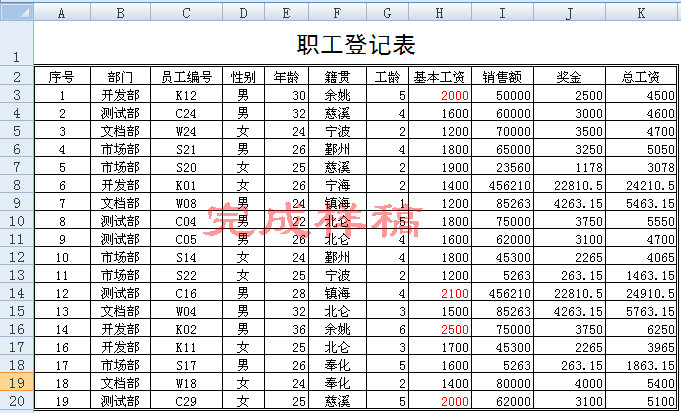 A B C D E F G H I J K
1 职工登记表
2 序号 部门 员工编号 性别 年龄 籍贯 工龄 基本工资 销售额 奖金 总工资
3 1 开发部 K12 男 30 余姚 5 2000 50000 2500 4500
4 2 测试部 C24 男 32 慈溪 4 1600 60000 3000 4600
5 3 文档部 W24 女 24 宁波 2 1200 70000 3500 4700
6 4 市场部 S21 男 26 鄞州 4 1800 65000 3250 5050
7 5 市场部 S20 女 25 慈溪 2 1900 23560 1178 3078
8 6 开发部 K01 女 26 宁海 2 1400 456210 22810.5 24210.5
9 7 文档部 W08 男 24 镇海 1 1200 85263 4263.15 5463.15
10 8 测试部 C04 男 22 北仑 5 1800 75000 3750 5550
完成样稿
11 9 测试部 C05 男 26 北仑 4 1600 62000 3100 4700
12 10 市场部 S14 女 24 鄞州 4 1800 45300 2265 4065
13 11 市场部 S22 女 25 宁波 2 1200 5263 263.15 1463.15
14 12 测试部 C16 男 28 镇海 4 2100 456210 22810.5 24910.5
15 13 文档部 W04 男 32 北仑 3 1500 85263 4263.15 5763.15
16 14 开发部 K02 男 36 余姚 6 2500 75000 3750 6250
17 16 开发部 K11 女 25 北仑 3 1700 45300 2265 3965
18 17 市场部 S17 男 26 奉化 5 1600 5263 263.15 1863.15
19 18 文档部 W18 女 24 奉化 2 1400 80000 4000 5400
20 19 测试部 C29 女 25 慈溪 5 2000 62000 3100 5100